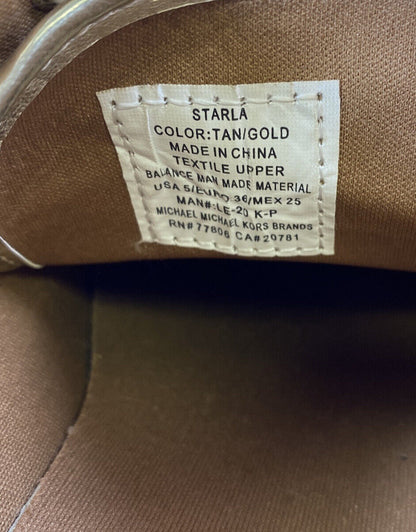 STARLA
COLOR:TAN/GOLD
MADE IN CHINA
TEXTILE UPPER
BALANCE MAN MADE MATERIAL
USA 5/EURO 36/MEX 25
MAN#:LE-20 K-P
MICHAEL MICHAEL KORS BRANDS
RN#77806 CA#20781